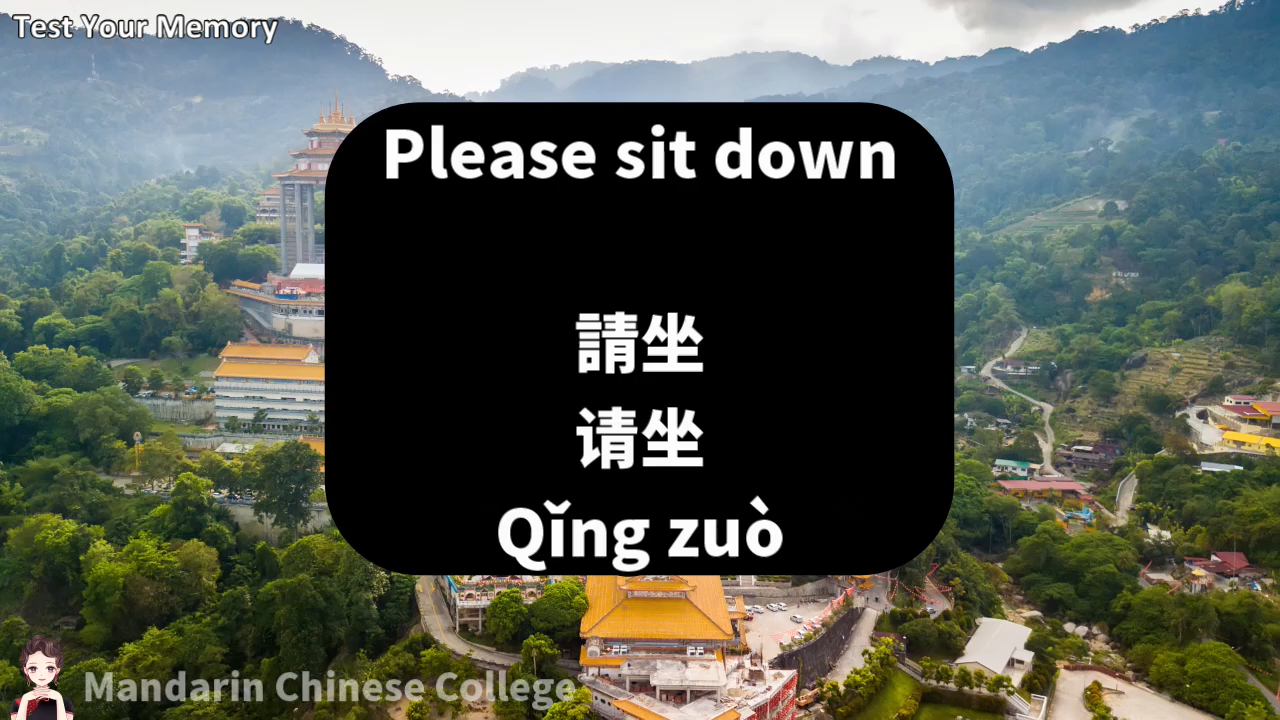 Test Your Memory
Please sit down
請坐
请坐
Qǐng zuò
Mandarin Chinese College